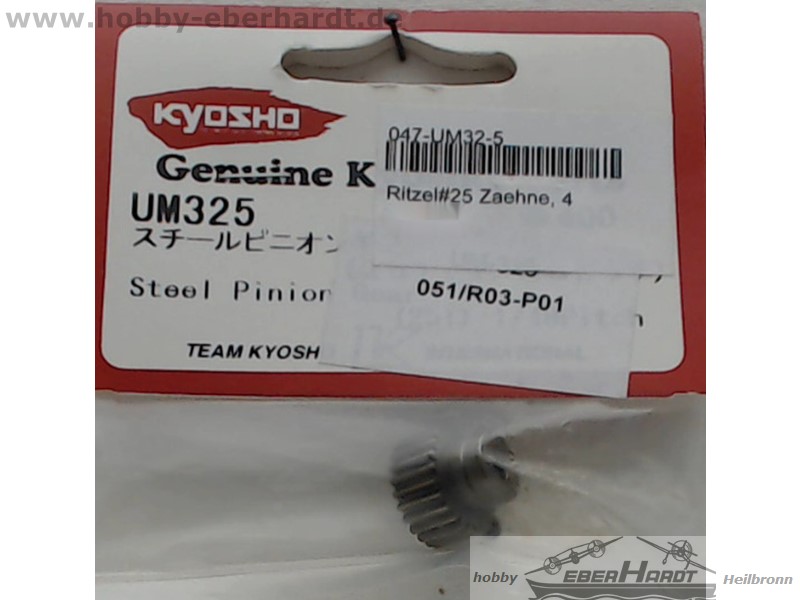 www.hobby-eberhardt.de
KYOSHO
Genuine K
047-UM32-5
Ritzel#25 Zaehne, 4
UM325
スチールピニオン
Steel Pinion
051/R03-P01
TEAM KYOSH
hobby EBERHARDT Heilbronn